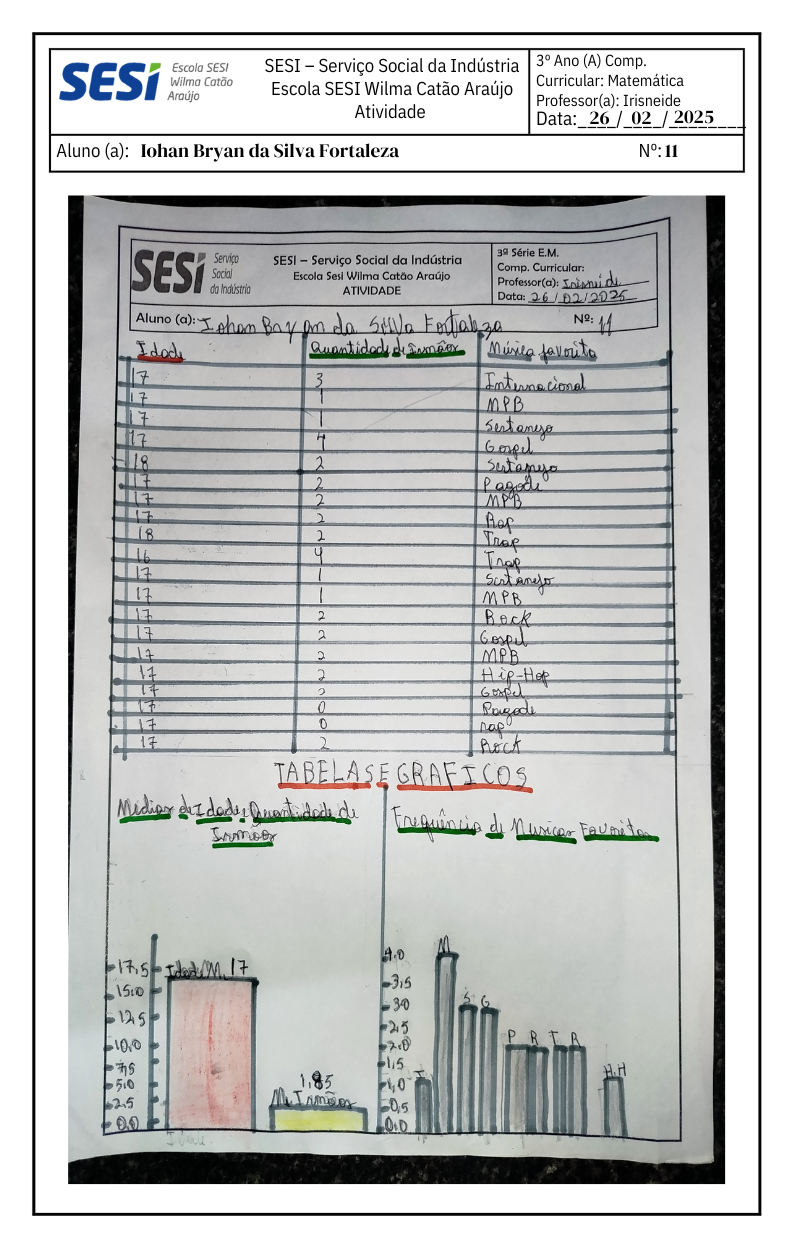 SESI
Escola SESI
Wilma Catão
Araújo
SESI – Serviço Social da Indústria
Escola SESI Wilma Catão Araújo
Atividade
3º Ano (A) Comp.
Curricular: Matemática
Professor(a): Irisneide
Data: 26 / 02 / 2025
Aluno (a): Iohan Bryan da Silva Fortaleza Nº: 11
SESI Serviço
Social
da Indústria
SESI – Serviço Social da Indústria
Escola Sesi Wilma Catão Araújo
ATIVIDADE
3ª Série E.M.
Comp. Curricular:
Professor(a): Irisneide
Data: 26/02/2025
Aluno (a): Iohan Bryan da Silva Fortaleza Nº: 11
Idade Quantidade de Irmãos Música favorita
17 3 Internacional
17 1 MPB
17 1 Sertanejo
17 4 Gospel
18 2 Sertanejo
17 2 Pagode
17 2 MPB
17 2 Rap
18 2 Trap
16 4 Trap
17 1 Sertanejo
17 1 MPB
17 2 Rock
17 2 Gospel
17 2 MPB
17 2 Hip-Hop
17 Gospel
17 0 Pagode
17 0 rap
17 2 Rock
TABELAS E GRAFICOS
Médias de Idade e Quantidade de
Irmãos
Frequência de Musicas Favoritas
17,5
15,0
12,5
10,0
7,5
5,0
2,5
0,0
Idade M. 17
1,85
M. Irmãos
4,0
3,5
3,0
2,5
2,0
1,5
1,0
0,5
0,0
I
M
S
G
P
R
T
R
H.H